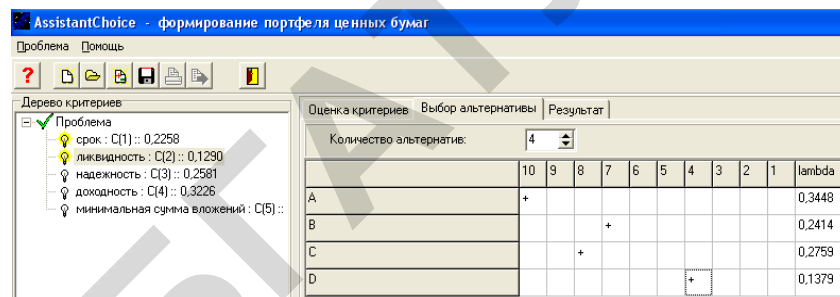 AssistantChoice - формирование портфеля ценных бумаг
Проблема Помощь
Дерево критериев
Проблема
срок : C(1) :: 0,2258
ликвидность : C(2) :: 0,1290
надежность : C(3) :: 0,2581
доходность : C(4) :: 0,3226
минимальная сумма вложений : C(5) ::
Оценка критериев Выбор альтернативы Результат
Количество альтернатив: 4
10 9 8 7 6 5 4 3 2 1 lambda
A + 0,3448
B + 0,2414
C + 0,2759
D + 0,1379